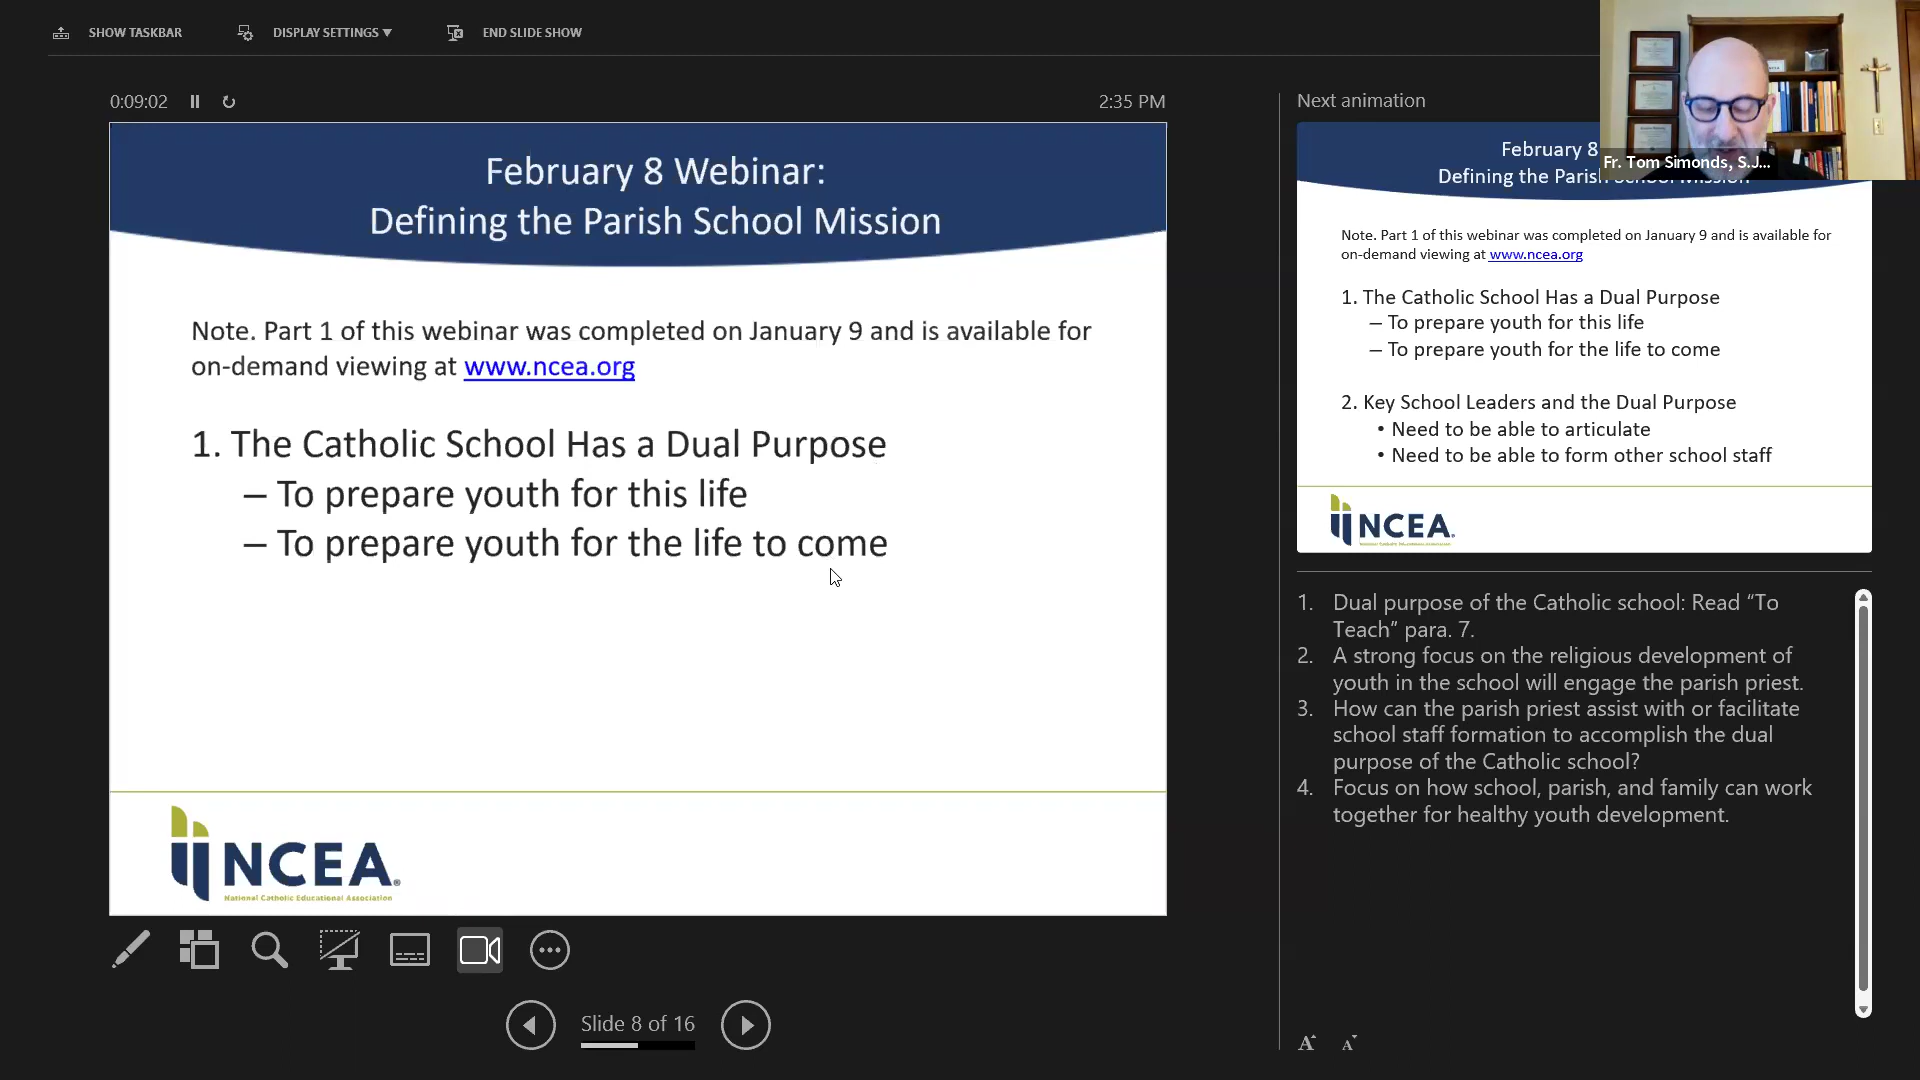 SHOW TASKBAR
DISPLAY SETTINGS ▼
END SLIDE SHOW
0:09:02
2:35 PM
February 8 Webinar:
Defining the Parish School Mission
Note. Part 1 of this webinar was completed on January 9 and is available for
on-demand viewing at www.ncea.org
1. The Catholic School Has a Dual Purpose
– To prepare youth for this life
– To prepare youth for the life to come
NCEA®
National Catholic Educational Association
Slide 8 of 16
Next animation
Fr. Tom Simonds, S.J...
February 8
Defining the Parish School Mission
Note. Part 1 of this webinar was completed on January 9 and is available for
on-demand viewing at www.ncea.org
1. The Catholic School Has a Dual Purpose
– To prepare youth for this life
– To prepare youth for the life to come
2. Key School Leaders and the Dual Purpose
• Need to be able to articulate
• Need to be able to form other school staff
NCEA.
1. Dual purpose of the Catholic school: Read “To
Teach” para. 7.
2. A strong focus on the religious development of
youth in the school will engage the parish priest.
3. How can the parish priest assist with or facilitate
school staff formation to accomplish the dual
purpose of the Catholic school?
4. Focus on how school, parish, and family can work
together for healthy youth development.
A A